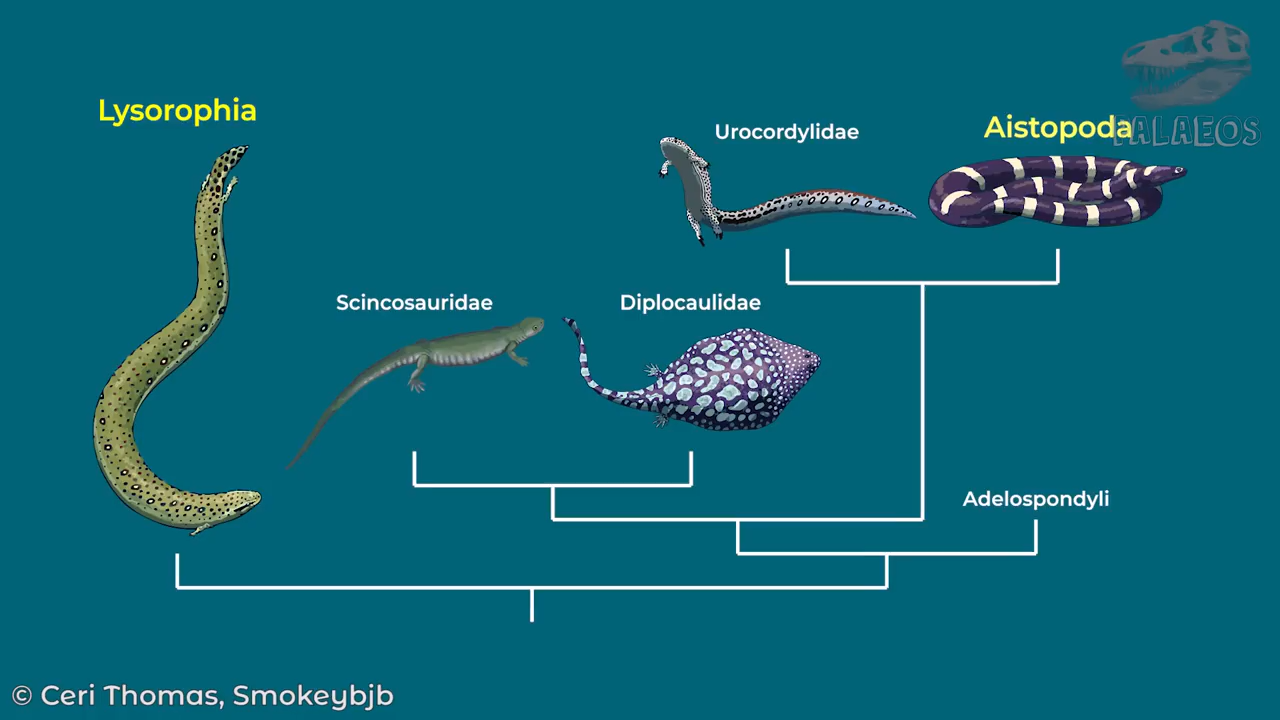 Lysorophia
Urocordylidae
Aistopoda
PALAEOS
Scincosauridae
Diplocaulidae
Adelospondyli
© Ceri Thomas, Smokeybjb